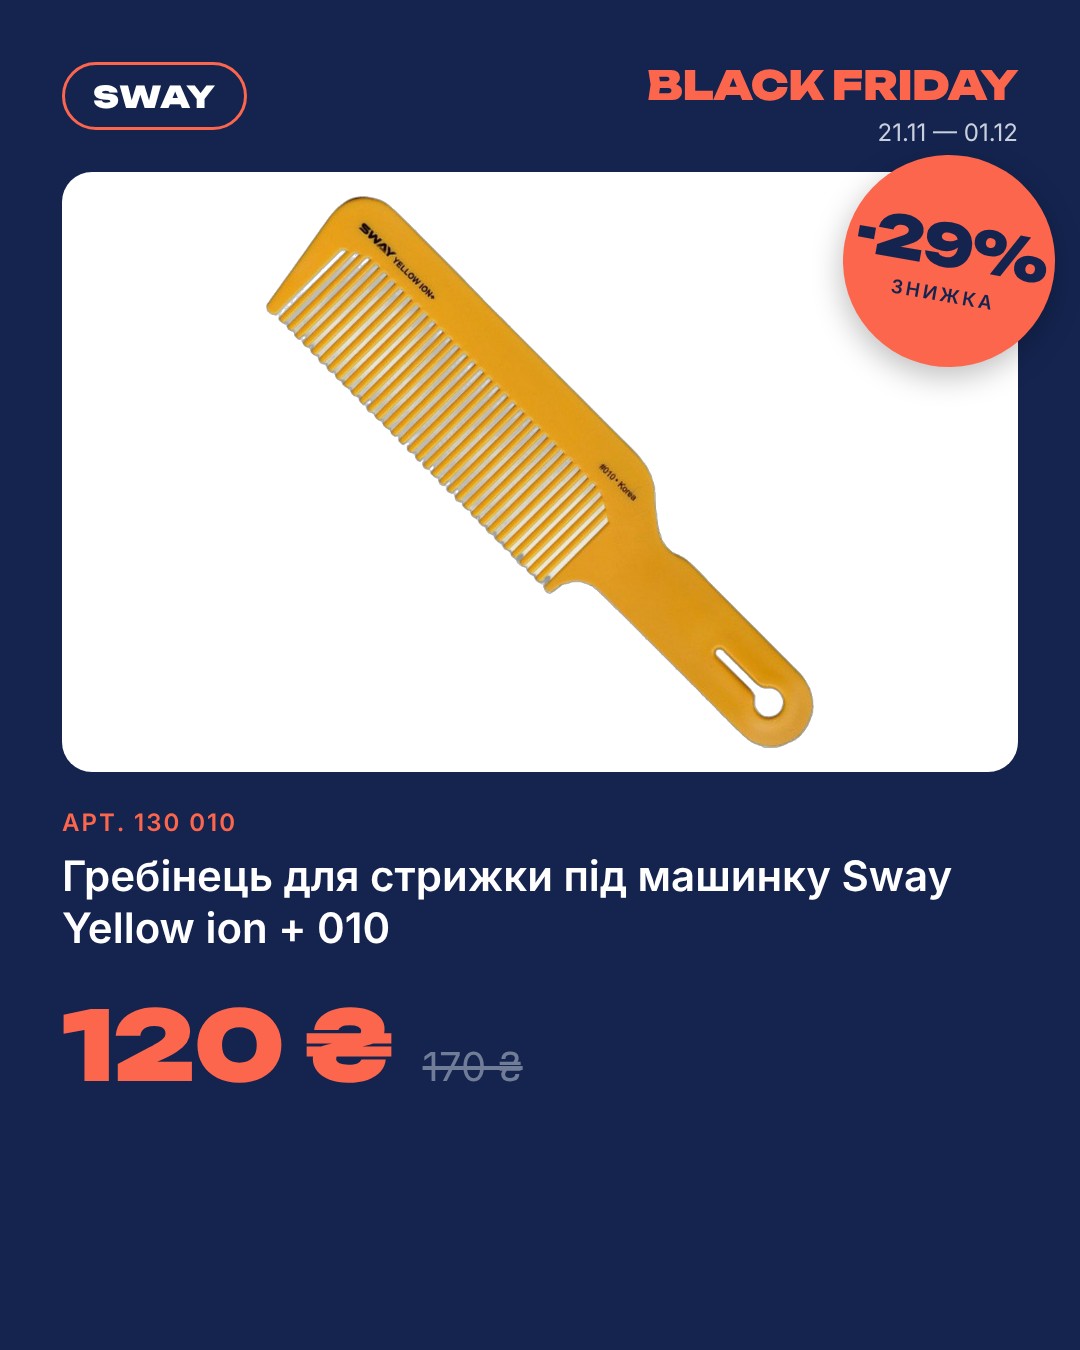 SWAY
BLACK FRIDAY
21.11 — 01.12
-29%
ЗНИЖКА
SWAY YELLOW ION+
#010 • Korea
АРТ. 130 010
Гребінець для стрижки під машинку Sway
Yellow ion + 010
120 ₴
170 ₴